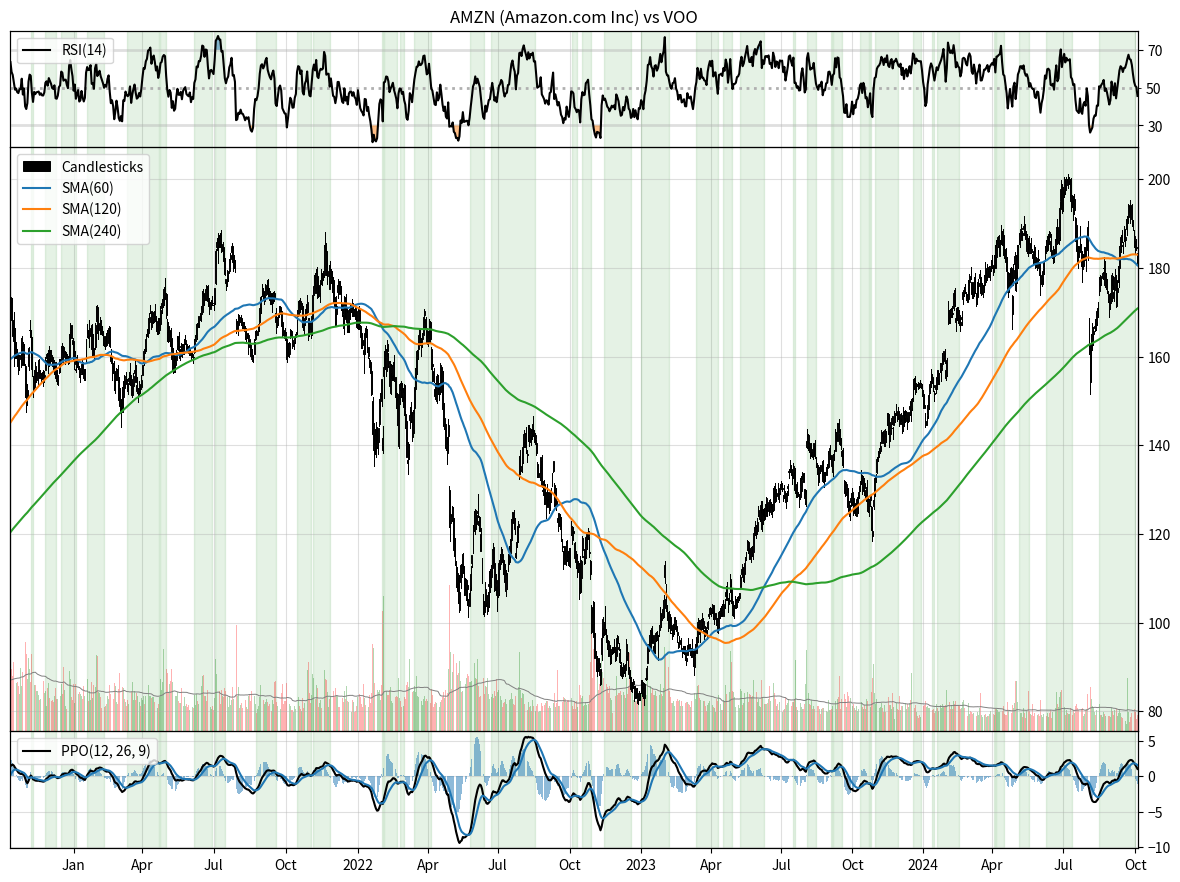 AMZN (Amazon.com Inc) vs VOO
RSI(14)
70
50
30
Candlesticks
SMA(60)
SMA(120)
SMA(240)
200
180
160
140
120
100
80
PPO(12, 26, 9)
5
0
−5
−10
Jan Apr Jul Oct 2022 Apr Jul Oct 2023 Apr Jul Oct 2024 Apr Jul Oct